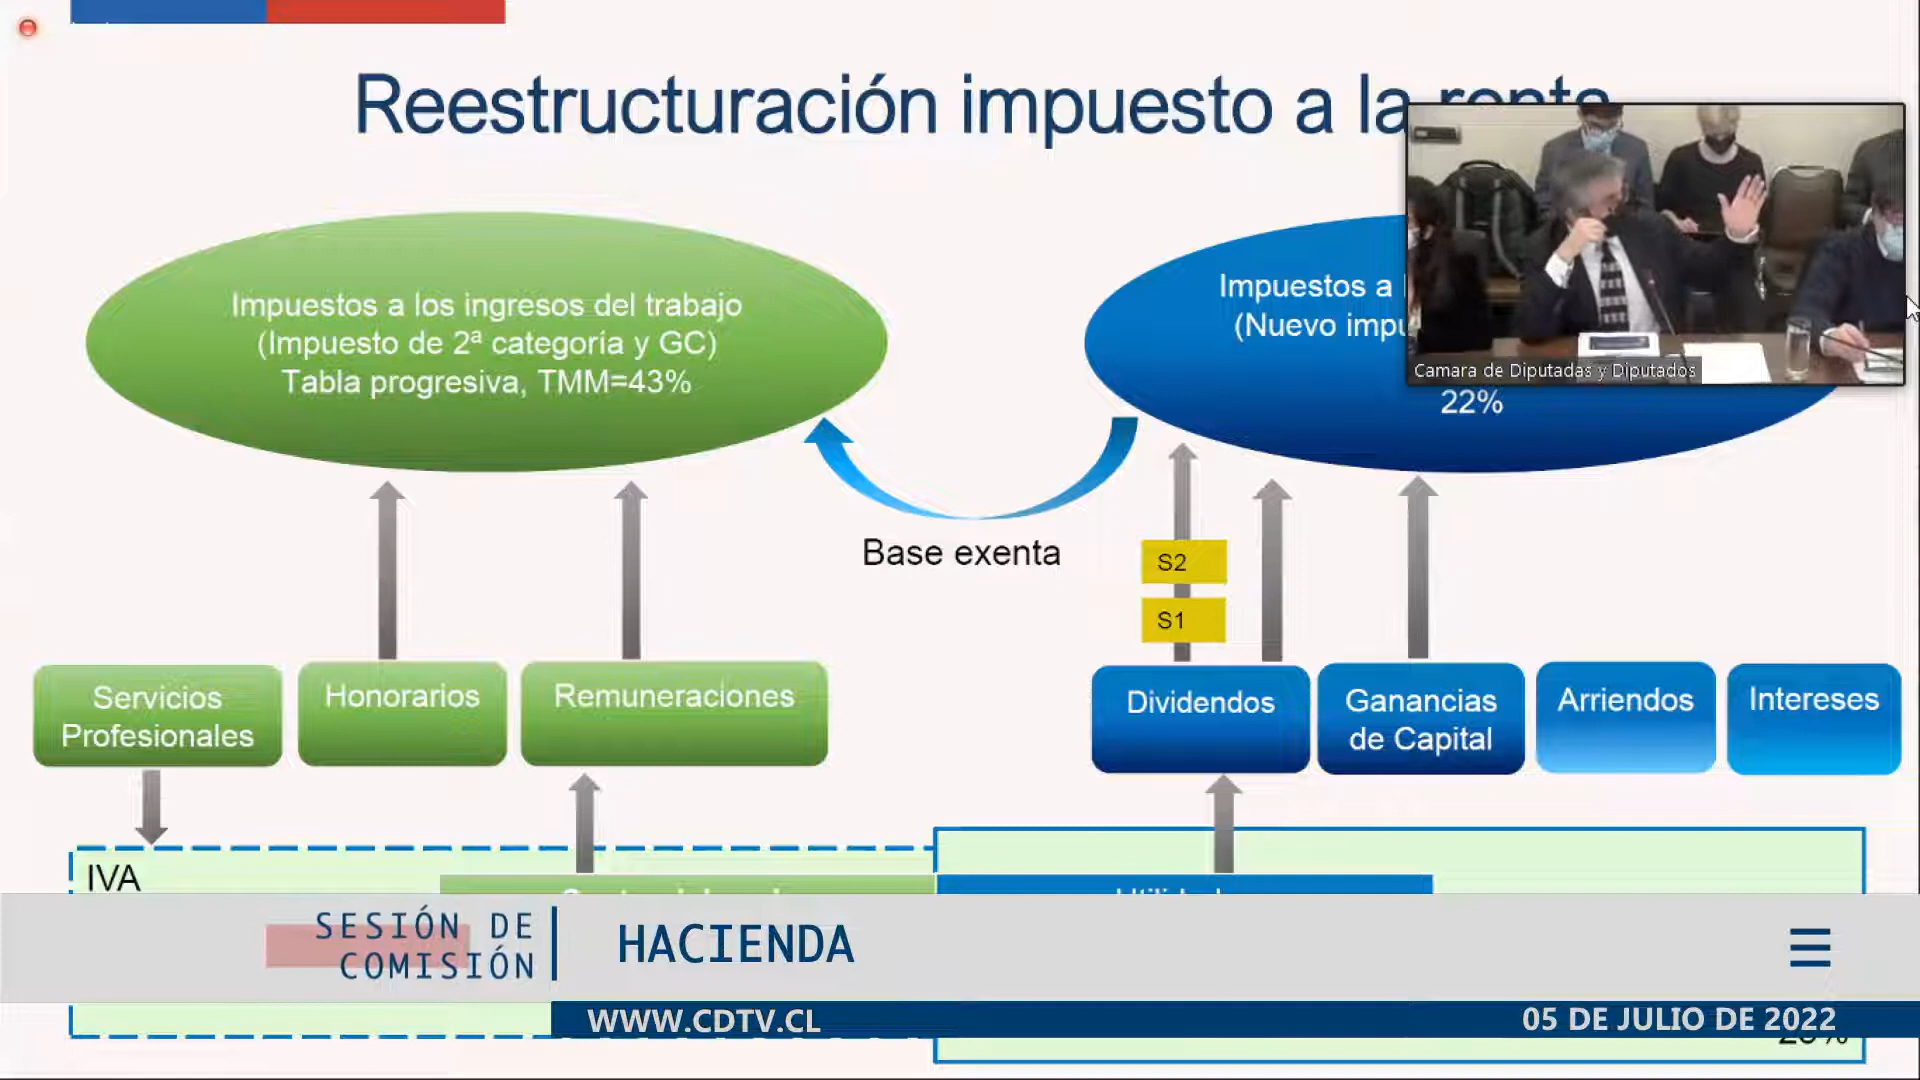 Reestructuración impuesto a la
Impuestos a los ingresos del trabajo
(Impuesto de 2ª categoría y GC)
Tabla progresiva, TMM=43%
Impuestos a
(Nuevo
22%
Camara de Diputadas y Diputados
Base exenta
S2
S1
Servicios
Profesionales
Honorarios
Remuneraciones
Dividendos
Ganancias
de Capital
Arriendos
Intereses
IVA
SESIÓN DE
COMISIÓN
HACIENDA
WWW.CDTV.CL
05 DE JULIO DE 2022